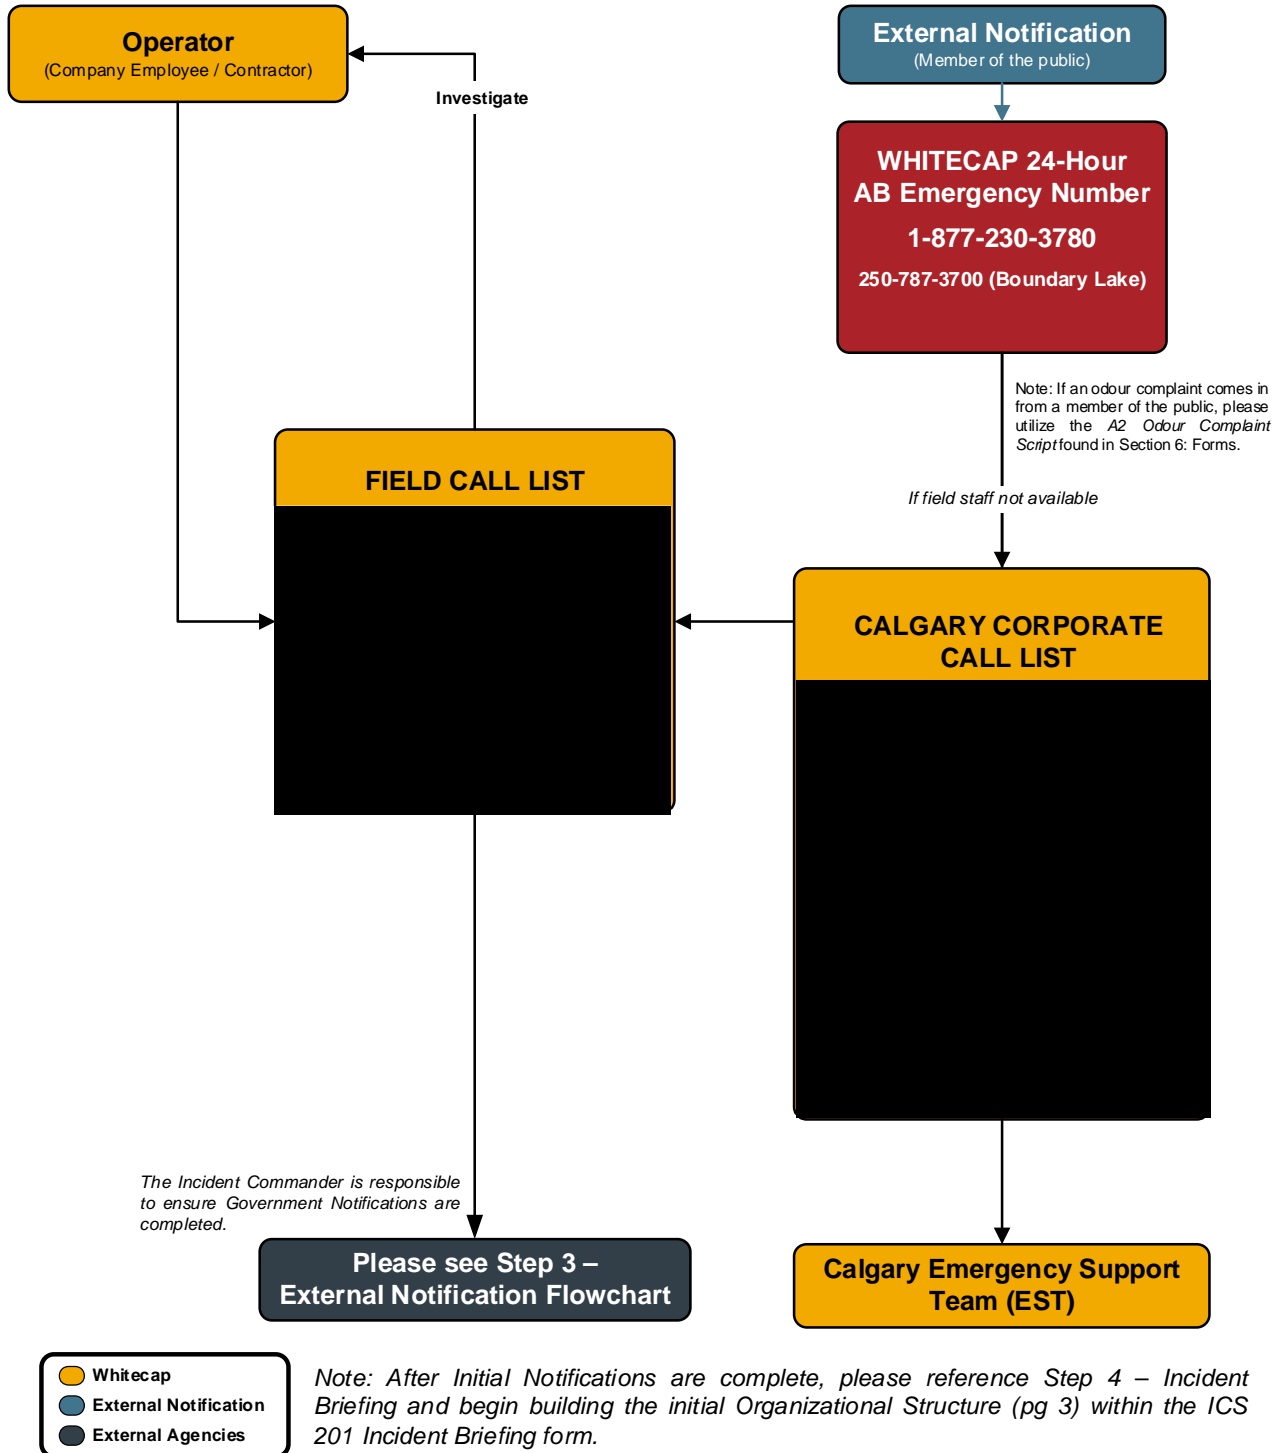 Operator
(Company Employee / Contractor)
External Notification
(Member of the public)
Investigate
WHITECAP 24-Hour
AB Emergency Number
1-877-230-3780
250-787-3700 (Boundary Lake)
Note: If an odour complaint comes in
from a member of the public, please
utilize the A2 Odour Complaint
Script found in Section 6: Forms.
FIELD CALL LIST
If field staff not available
CALGARY CORPORATE
CALL LIST
The Incident Commander is responsible
to ensure Government Notifications are
completed.
Please see Step 3 –
External Notification Flowchart
Calgary Emergency Support
Team (EST)
Whitecap
External Notification
External Agencies
Note: After Initial Notifications are complete, please reference Step 4 – Incident
Briefing and begin building the initial Organizational Structure (pg 3) within the ICS
201 Incident Briefing form.